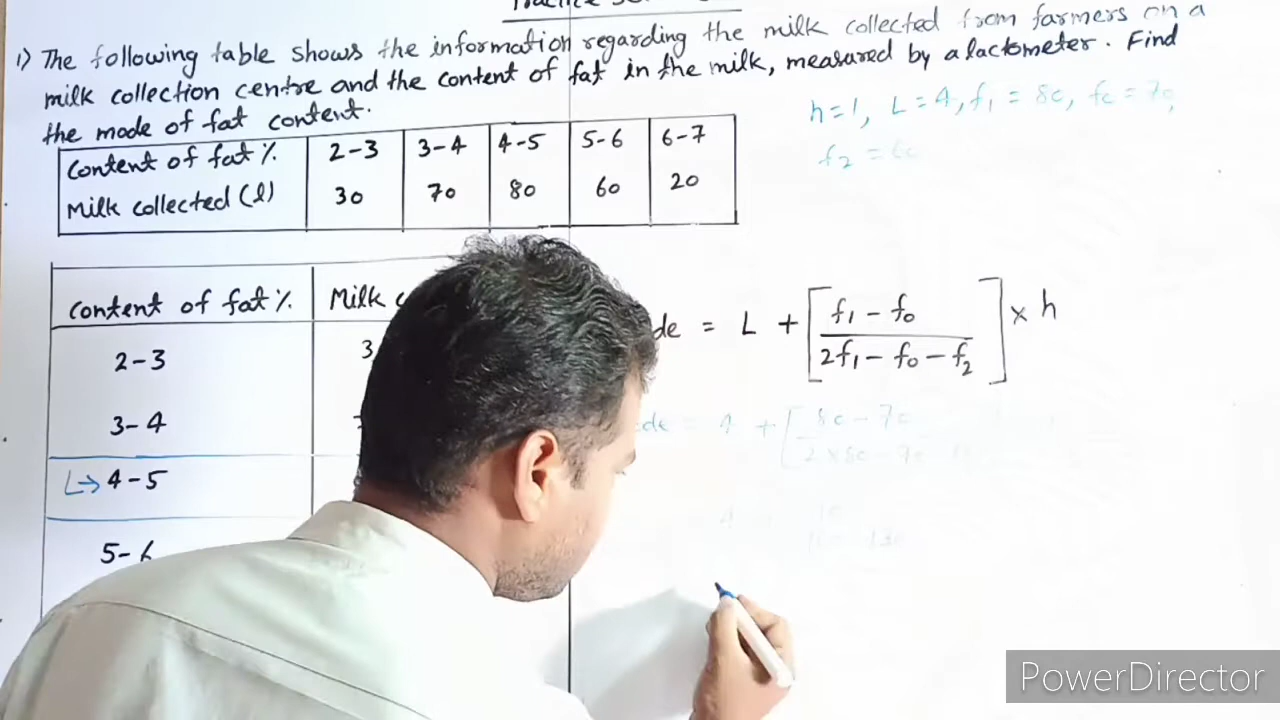 1) The following table shows the information regarding the milk collected from farmers on a
milk collection centre and the content of fat in the milk, measured by a lactometer. Find
the mode of fat content.
h=1, L=4, f1 = 80, f0 = 70,
f2 = 60
Content of fat % 2-3 3-4 4-5 5-6 6-7
Milk collected (l) 30 70 80 60 20
Content of fat % Milk
2-3
3-4
L→ 4-5
5-6
= L + [ f1 - f0 / 2f1 - f0 - f2 ] × h
= 4 + [ 80 - 70
PowerDirector